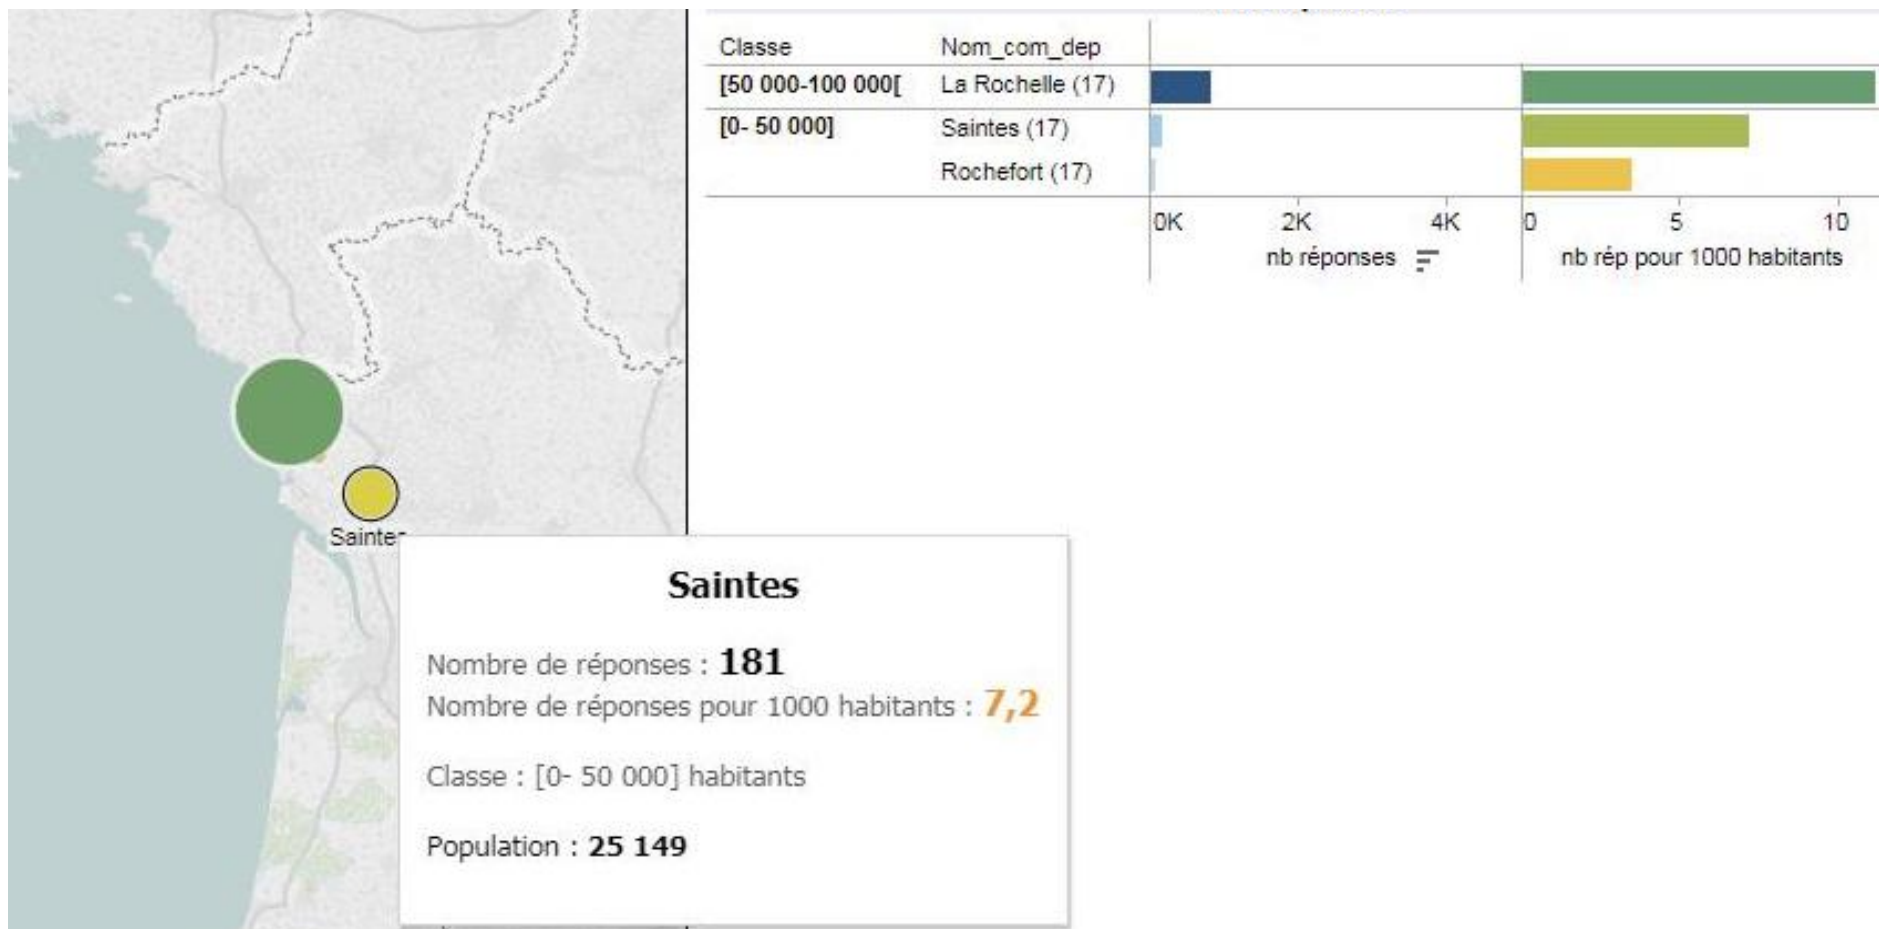 Classe Nom_com_dep
[50 000-100 000[ La Rochelle (17)
[0- 50 000] Saintes (17)
Rochefort (17)
0K 2K 4K 0 5 10
nb réponses nb rép pour 1000 habitants
Saintes
Saintes
Nombre de réponses : 181
Nombre de réponses pour 1000 habitants : 7,2
Classe : [0- 50 000] habitants
Population : 25 149